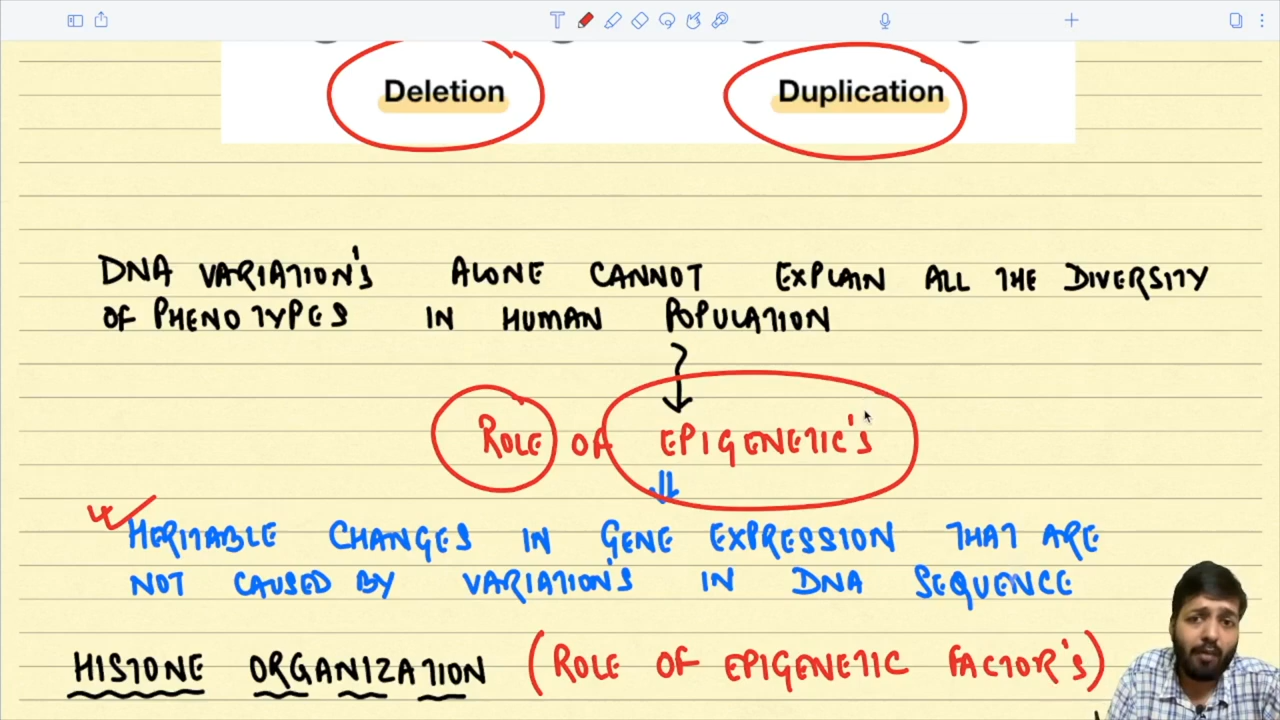 Deletion Duplication
DNA VARIATION'S ALONE CANNOT EXPLAIN ALL THE DIVERSITY
OF PHENOTYPES IN HUMAN POPULATION
ROLE OF EPIGENETIC'S
HERITABLE CHANGES IN GENE EXPRESSION THAT ARE
NOT CAUSED BY VARIATION'S IN DNA SEQUENCE
HISTONE ORGANIZATION (ROLE OF EPIGENETIC FACTOR'S)